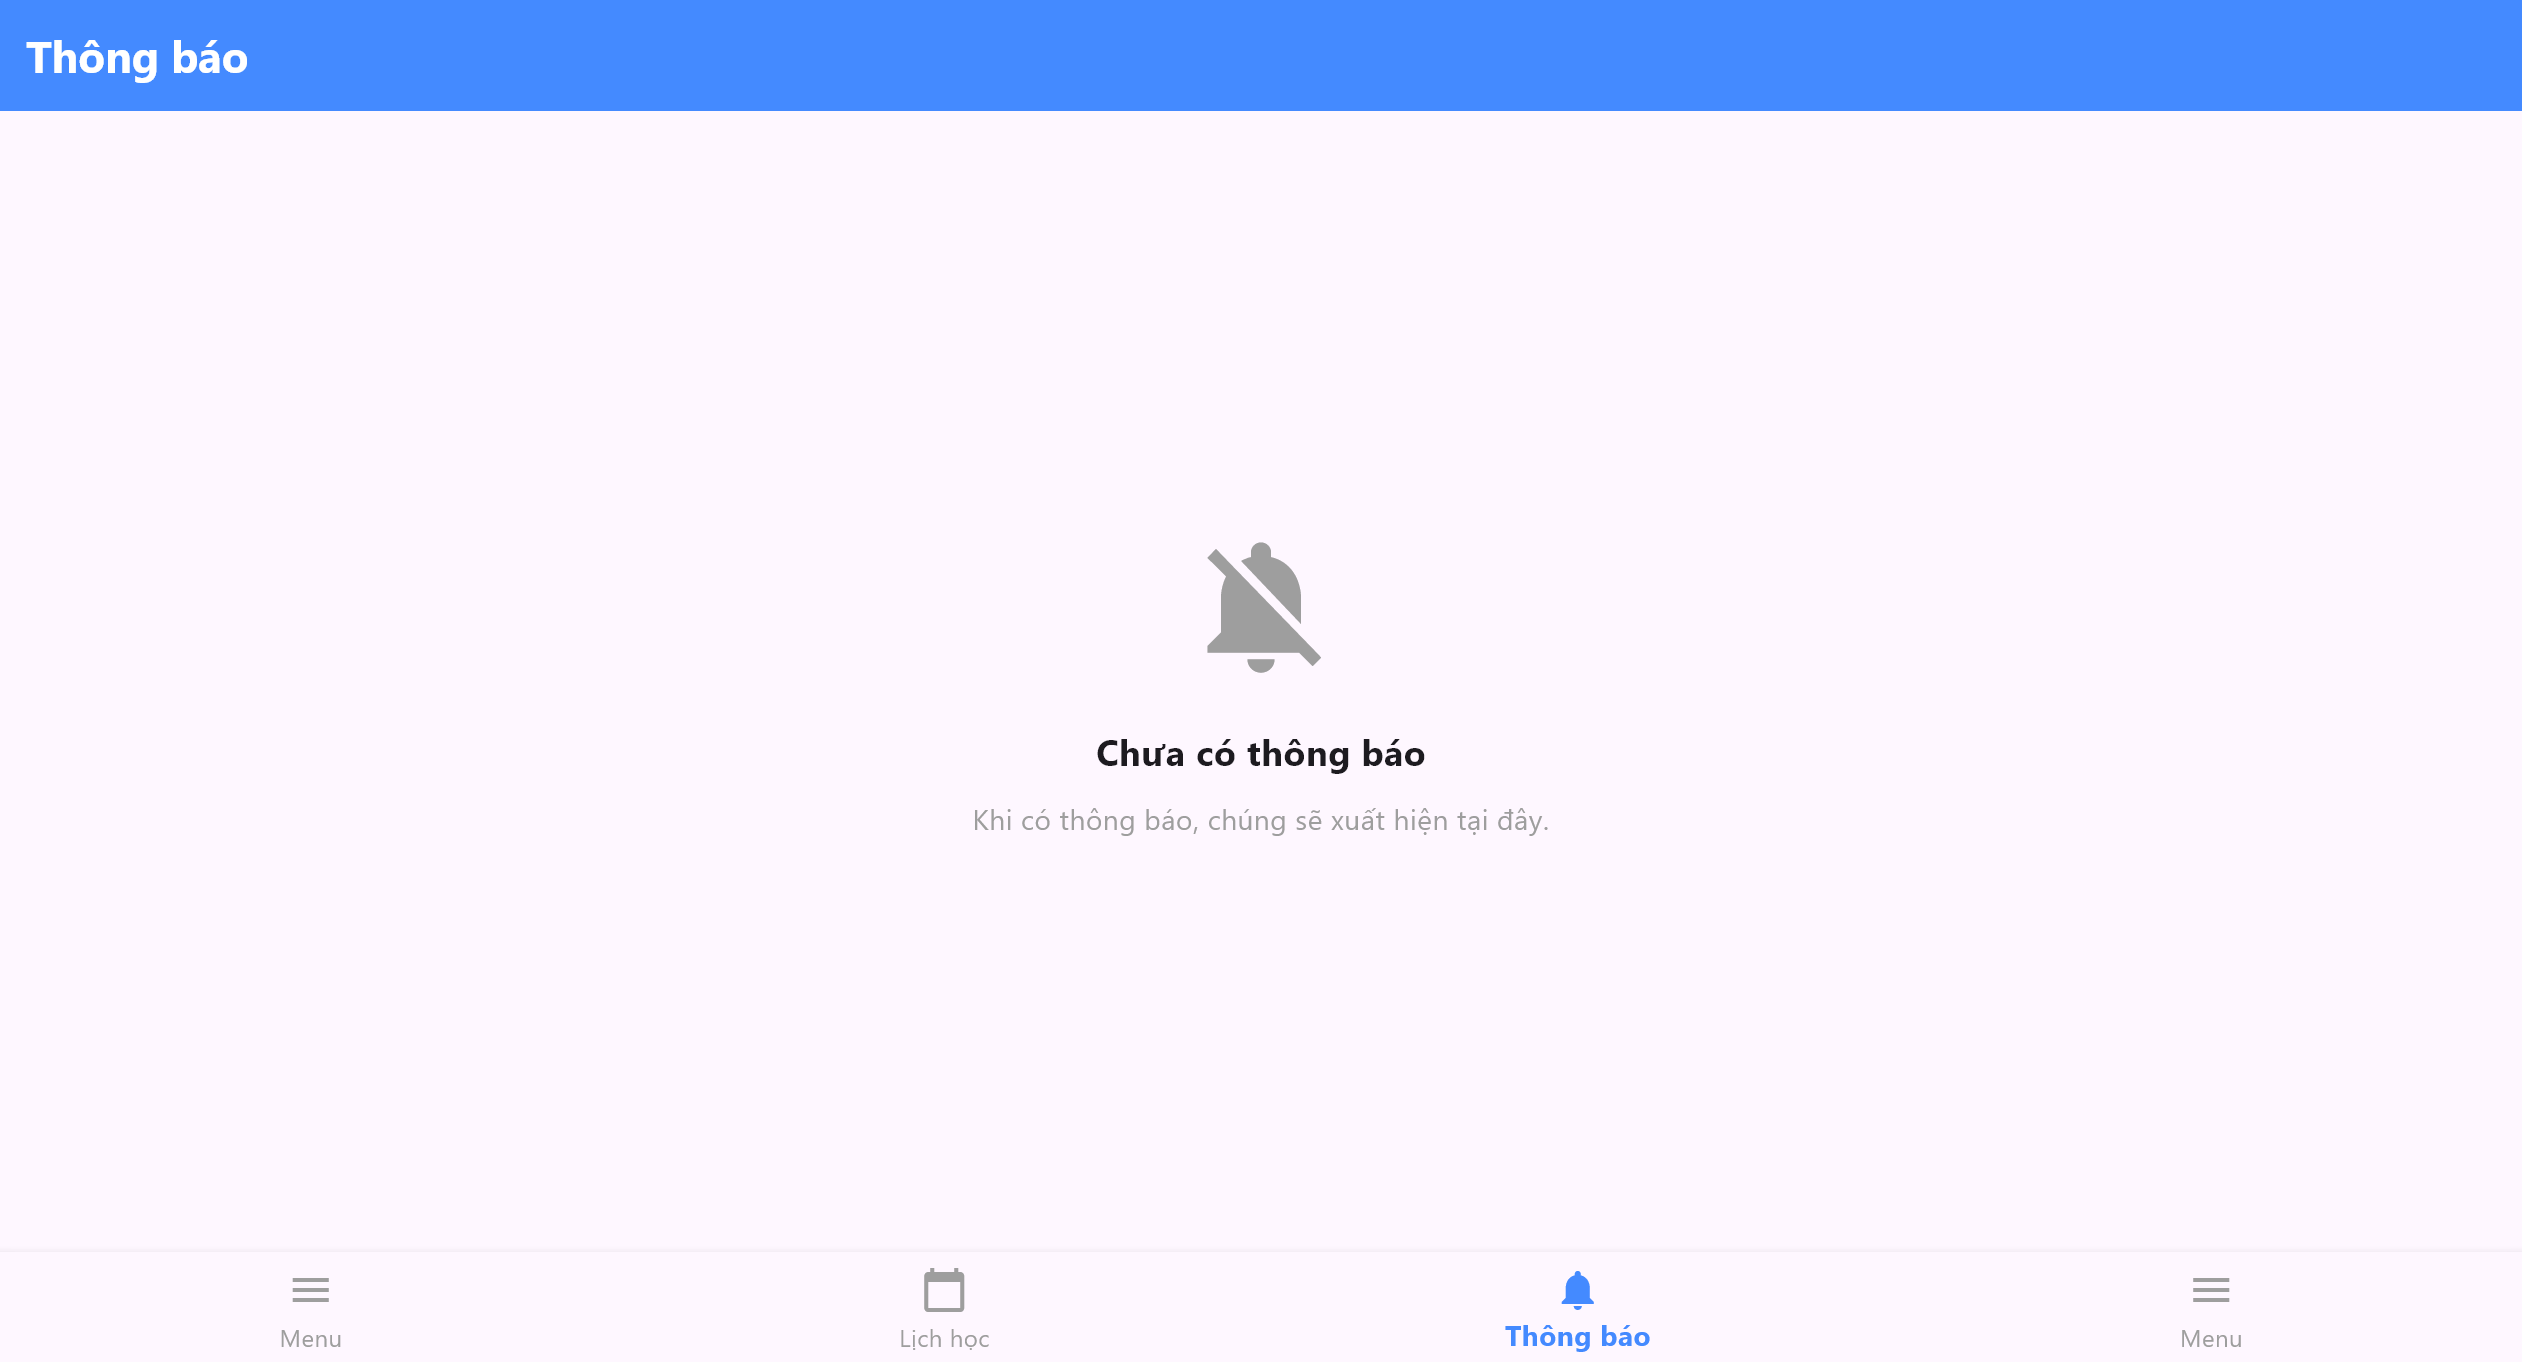 Thông báo
Chưa có thông báo
Khi có thông báo, chúng sẽ xuất hiện tại đây.
Menu
Lịch học
Thông báo
Menu